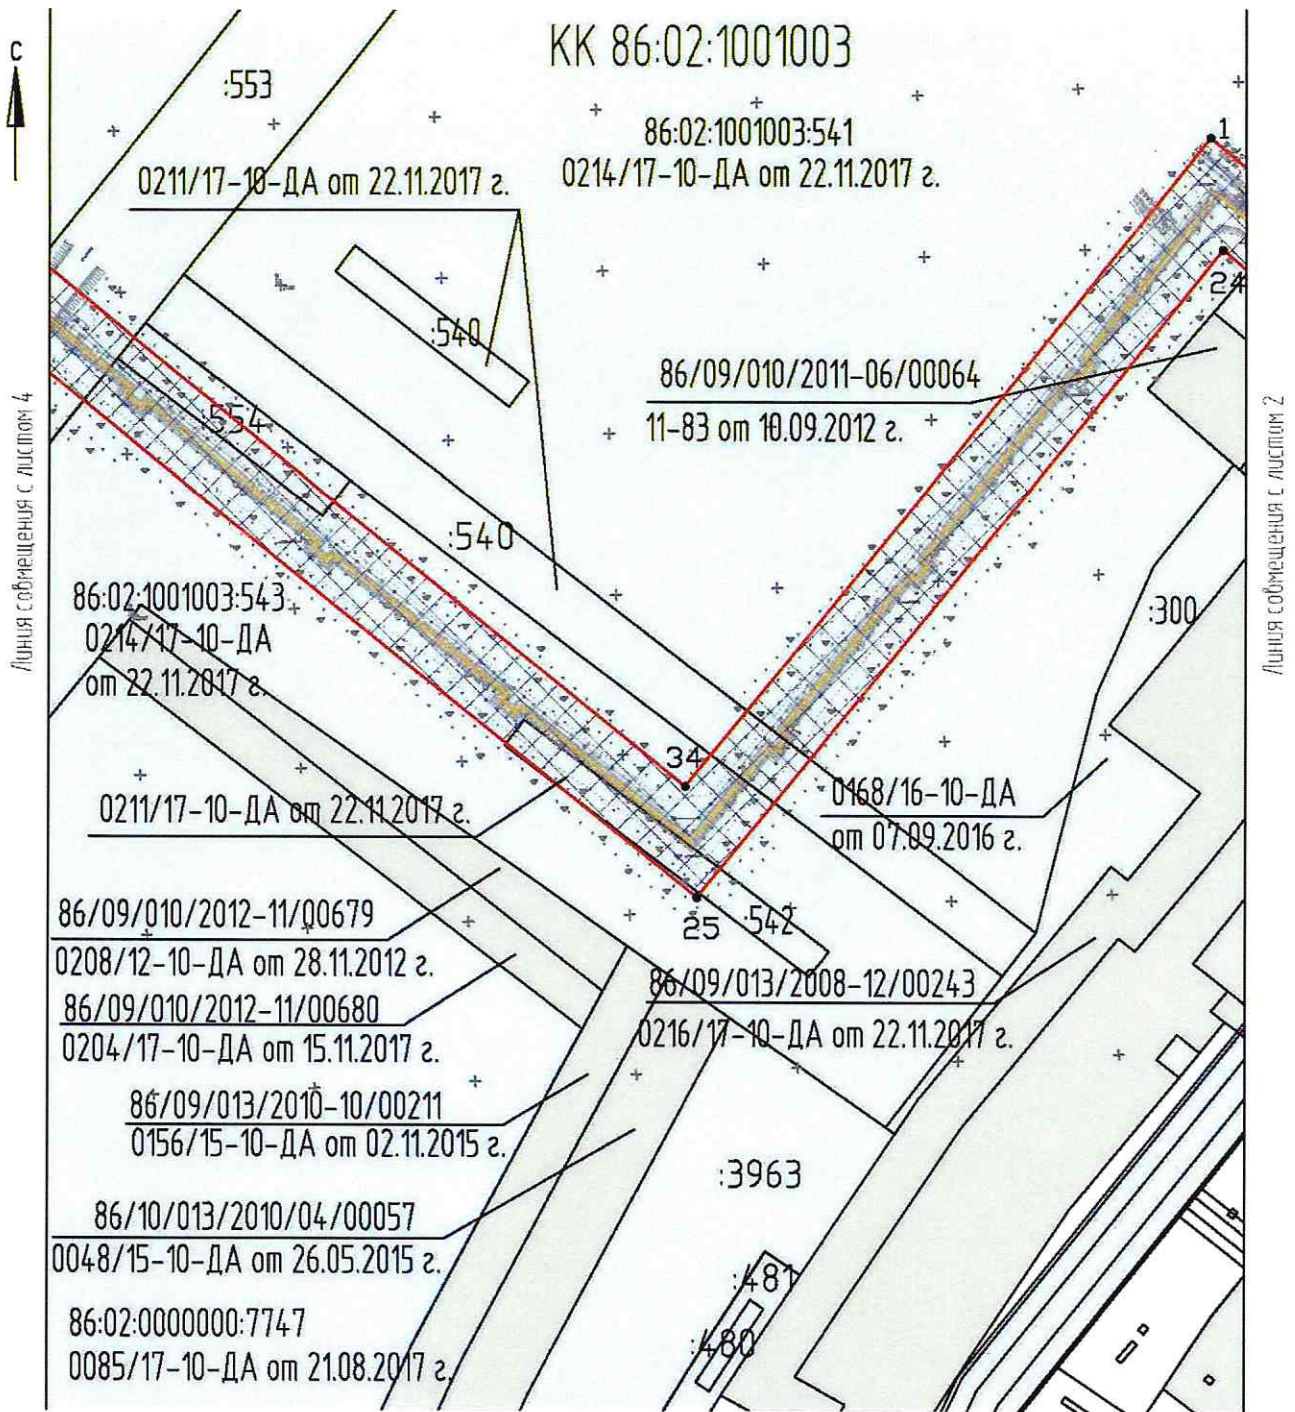 КК 86:02:1001003
С
:553
86:02:1001003:541
0214/17-10-ДА от 22.11.2017 г.
0211/17-10-ДА от 22.11.2017 г.
1
24
:540
86/09/010/2011-06/00064
11-83 от 10.09.2012 г.
Линия совмещения с листом 4
Линия совмещения с листом 2
:554
:540
86:02:1001003:543
0214/17-10-ДА
от 22.11.2017 г.
:300
34
0211/17-10-ДА от 22.11.2017 г.
0168/16-10-ДА
от 07.09.2016 г.
25
:542
86/09/010/2012-11/00679
0208/12-10-ДА от 28.11.2012 г.
86/09/013/2008-12/00243
0216/17-10-ДА от 22.11.2017 г.
86/09/010/2012-11/00680
0204/17-10-ДА от 15.11.2017 г.
86/09/013/2010-10/00211
0156/15-10-ДА от 02.11.2015 г.
:3963
86/10/013/2010/04/00057
0048/15-10-ДА от 26.05.2015 г.
:481
86:02:0000000:7747
0085/17-10-ДА от 21.08.2017 г.
:480